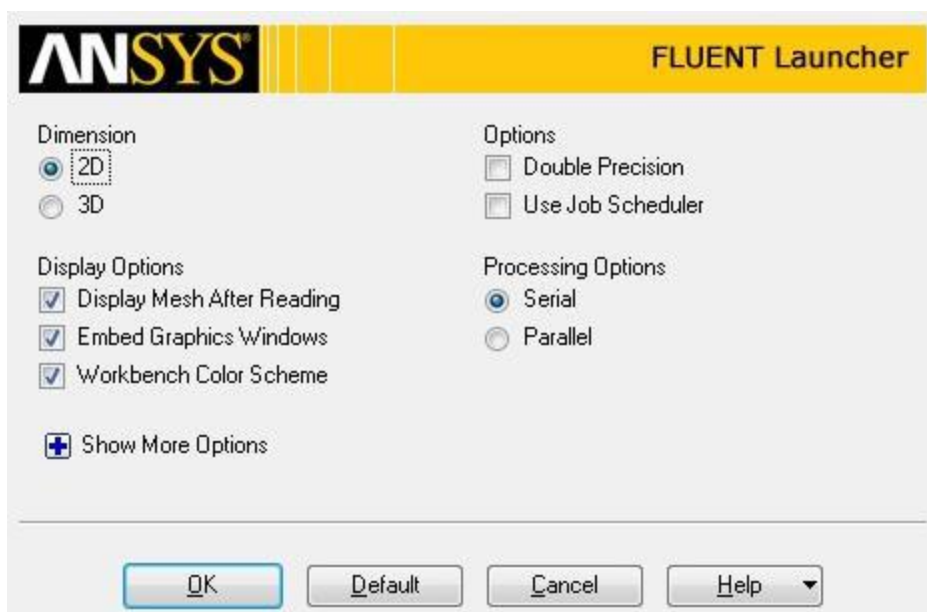 ANSYS®
FLUENT Launcher
Dimension
2D
3D
Options
Double Precision
Use Job Scheduler
Display Options
Display Mesh After Reading
Embed Graphics Windows
Workbench Color Scheme
Processing Options
Serial
Parallel
Show More Options
OK
Default
Cancel
Help